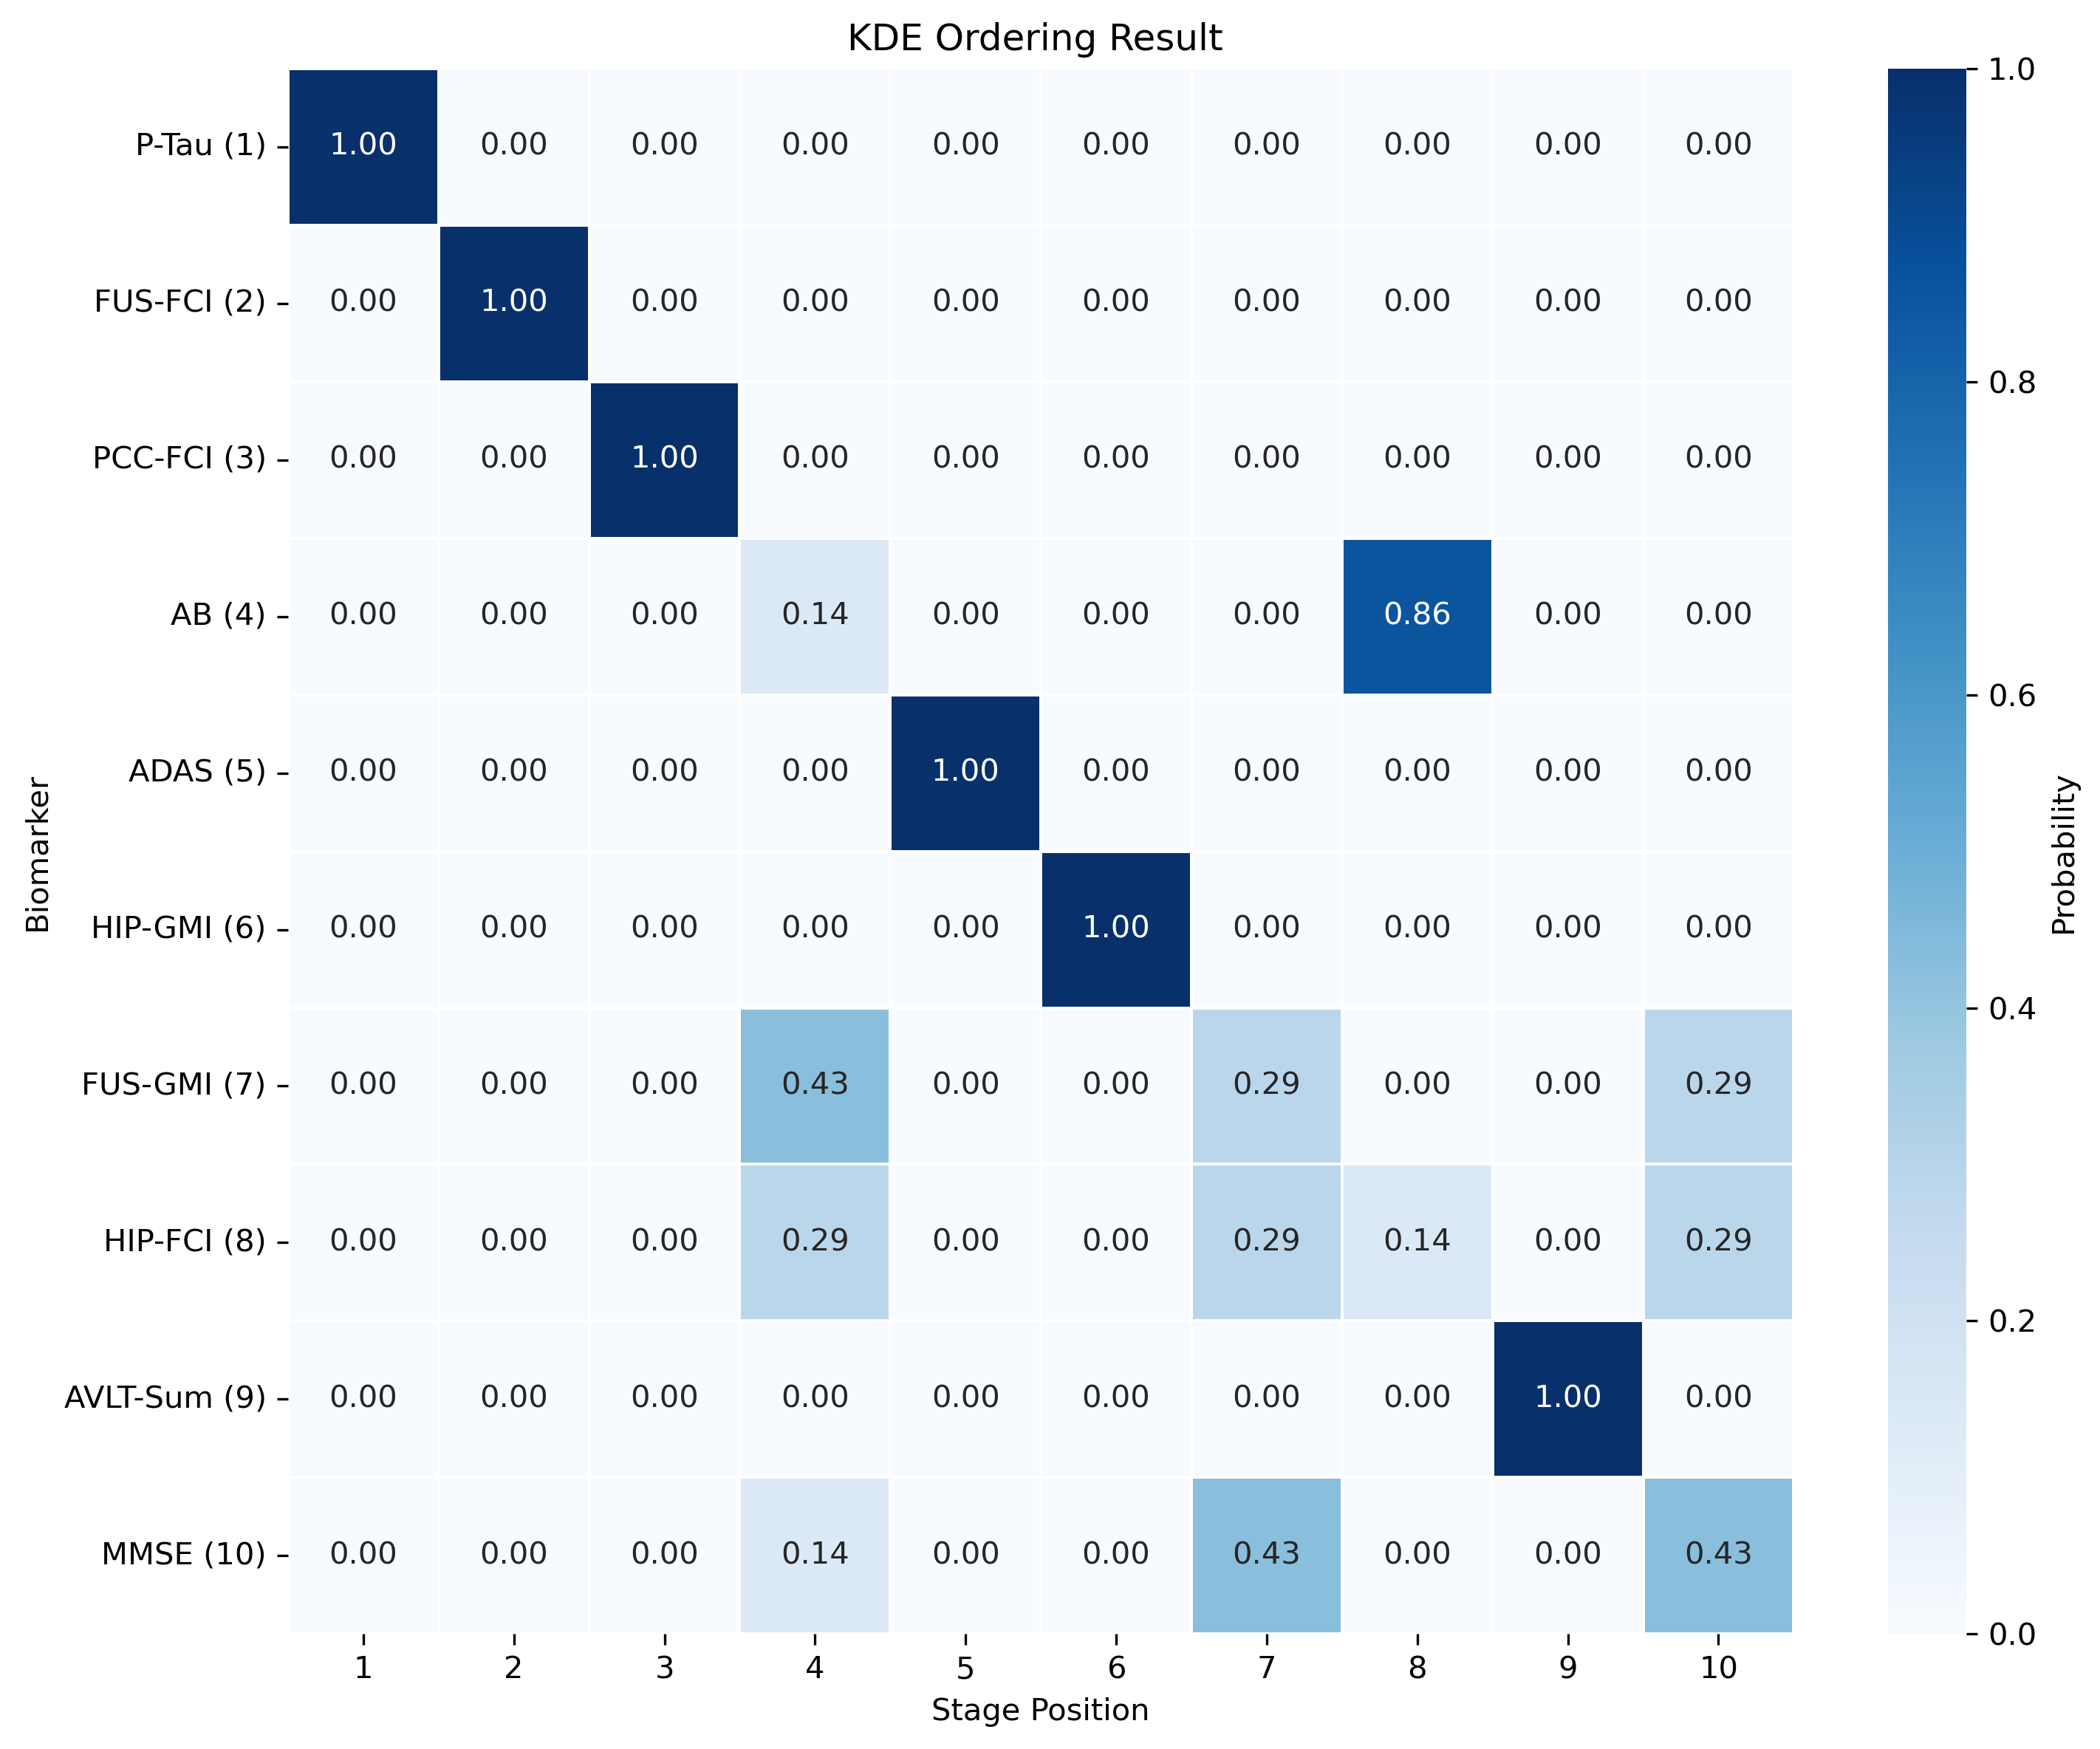 KDE Ordering Result
P-Tau (1) 1.00 0.00 0.00 0.00 0.00 0.00 0.00 0.00 0.00 0.00
FUS-FCI (2) 0.00 1.00 0.00 0.00 0.00 0.00 0.00 0.00 0.00 0.00
PCC-FCI (3) 0.00 0.00 1.00 0.00 0.00 0.00 0.00 0.00 0.00 0.00
AB (4) 0.00 0.00 0.00 0.14 0.00 0.00 0.00 0.86 0.00 0.00
ADAS (5) 0.00 0.00 0.00 0.00 1.00 0.00 0.00 0.00 0.00 0.00
HIP-GMI (6) 0.00 0.00 0.00 0.00 0.00 1.00 0.00 0.00 0.00 0.00
FUS-GMI (7) 0.00 0.00 0.00 0.43 0.00 0.00 0.29 0.00 0.00 0.29
HIP-FCI (8) 0.00 0.00 0.00 0.29 0.00 0.00 0.29 0.14 0.00 0.29
AVLT-Sum (9) 0.00 0.00 0.00 0.00 0.00 0.00 0.00 0.00 1.00 0.00
MMSE (10) 0.00 0.00 0.00 0.14 0.00 0.00 0.43 0.00 0.00 0.43
1 2 3 4 5 6 7 8 9 10
Stage Position
Biomarker
1.0
0.8
0.6
0.4
0.2
0.0
Probability